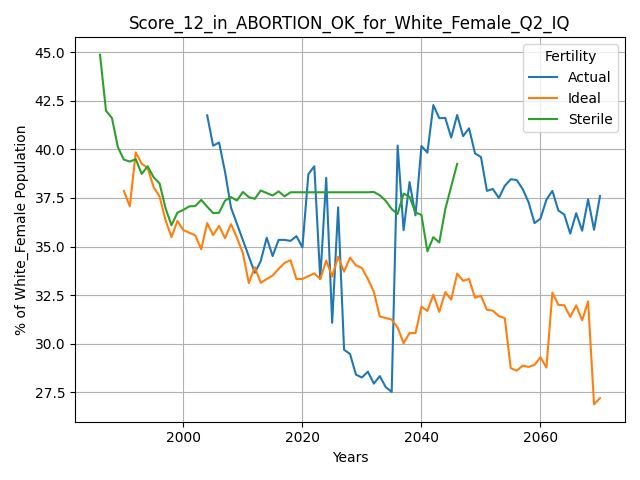 Score_12_in_ABORTION_OK_for_White_Female_Q2_IQ
45.0
42.5
40.0
37.5
35.0
32.5
30.0
27.5
% of White_Female Population
Fertility
Actual
Ideal
Sterile
2000
2020
2040
2060
Years